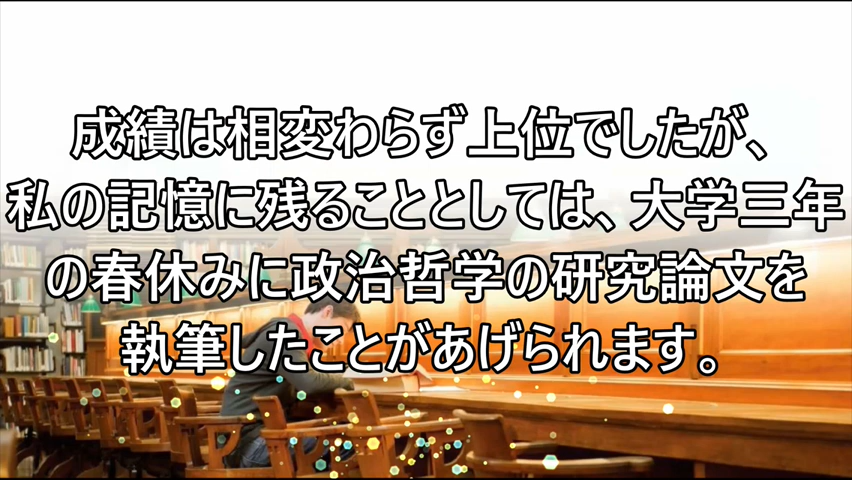 成績は相変わらず上位でしたが、
私の記憶に残ることとしては、大学三年
の春休みに政治哲学の研究論文を
執筆したことがあげられます。